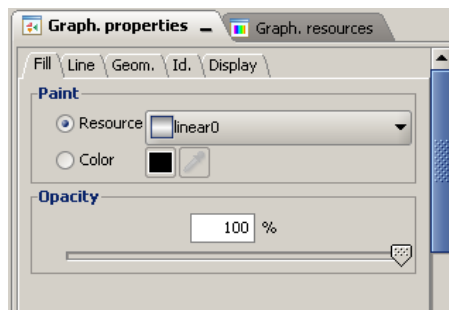 Graph. properties Graph. resources
Fill Line Geom. Id. Display
Paint
Resource linear0
Color
Opacity
100 %